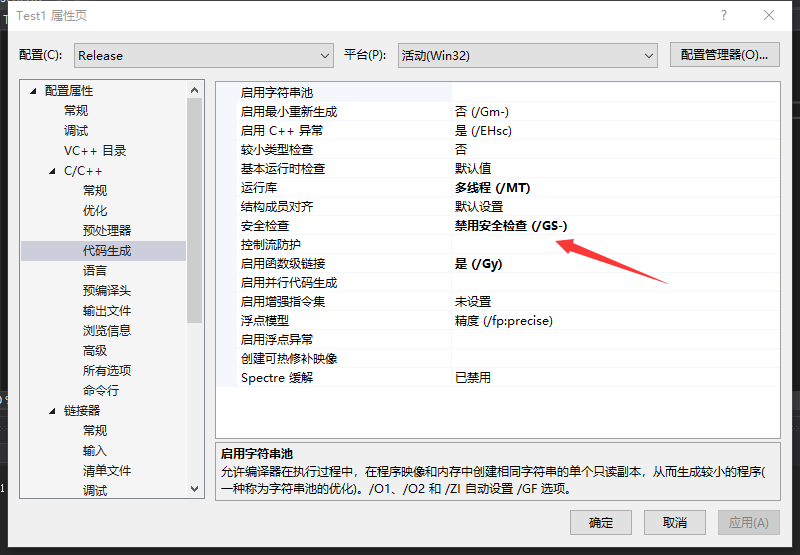 Test1 属性页
配置(C): Release 平台(P): 活动(Win32) 配置管理器(O)...
配置属性
常规
调试
VC++ 目录
C/C++
常规
优化
预处理器
代码生成
语言
预编译头
输出文件
浏览信息
高级
所有选项
命令行
链接器
常规
输入
清单文件
调试
启用字符串池
启用最小重新生成 否 (/Gm-)
启用 C++ 异常 是 (/EHsc)
较小类型检查 否
基本运行时检查 默认值
运行库 多线程 (/MT)
结构成员对齐 默认设置
安全检查 禁用安全检查 (/GS-)
控制流防护
启用函数级链接 是 (/Gy)
启用并行代码生成
启用增强指令集 未设置
浮点模型 精度 (/fp:precise)
启用浮点异常
创建可热修补映像
Spectre 缓解 已禁用
启用字符串池
允许编译器在执行过程中，在程序映像和内存中创建相同字符串的单个只读副本，从而生成较小的程序(
一种称为字符串池的优化)。/O1、/O2 和 /ZI 自动设置 /GF 选项。
确定 取消 应用(A)